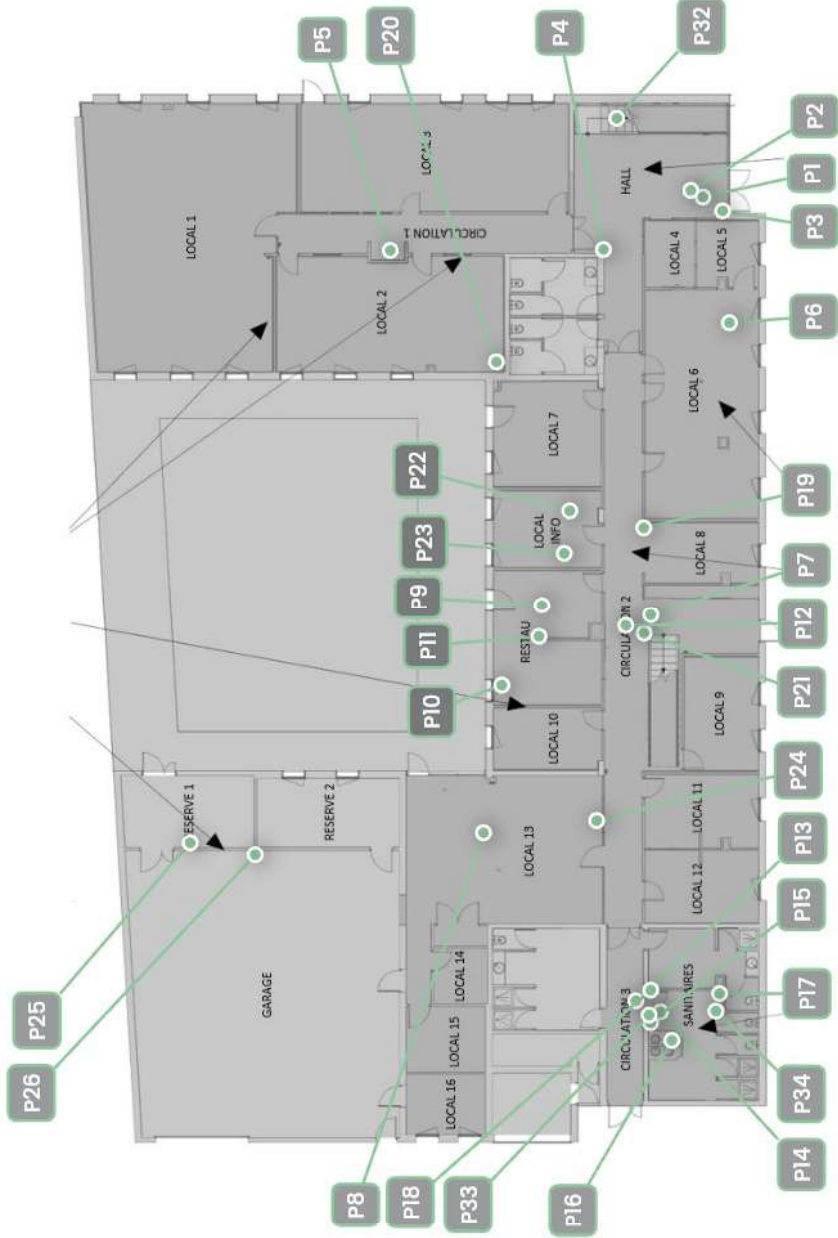 P26
P25
P5
P20
P4
P32
P2
P1
P3
P6
P19
P7
P12
P21
P24
P13
P15
P17
P34
P14
P16
P33
P18
P8
P10
P11
P9
P23
P22
GARAGE
RESERVE 1
RESERVE 2
LOCAL 1
LOCAL 2
LOCAL 3
CIRCULATION 1
HALL
LOCAL 4
LOCAL 5
LOCAL 6
LOCAL 7
LOCAL
INFO
RESTAU
LOCAL 8
CIRCULATION 2
LOCAL 9
LOCAL 10
LOCAL 11
LOCAL 12
LOCAL 13
LOCAL 14
LOCAL 15
LOCAL 16
CIRCULATION 3
SANITAIRES